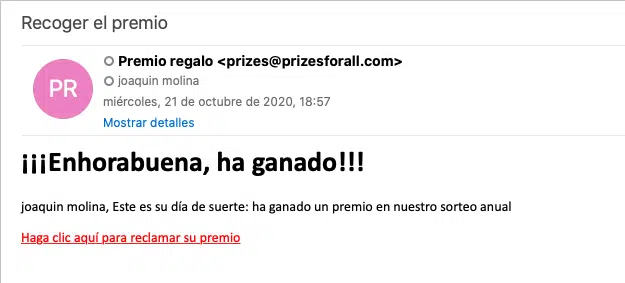 Recoger el premio
PR
Premio regalo <prizes@prizesforall.com>
joaquin molina
miércoles, 21 de octubre de 2020, 18:57
Mostrar detalles
¡¡¡Enhorabuena, ha ganado!!!
joaquin molina, Este es su día de suerte: ha ganado un premio en nuestro sorteo anual
Haga clic aquí para reclamar su premio